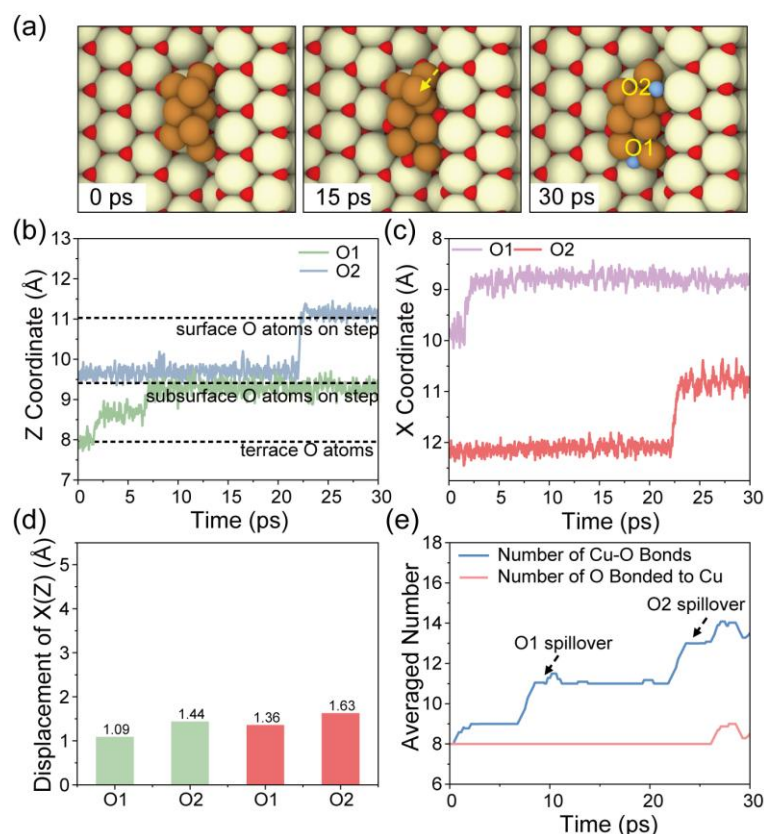 (a)
O2
O1
0 ps
15 ps
30 ps
(b)
13
12
11
10
9
8
7
Z Coordinate (Å)
O1
O2
surface O atoms on step
subsurface O atoms on step
terrace O atoms
0 5 10 15 20 25 30
Time (ps)
(c)
8
9
10
11
12
X Coordinate (Å)
O1 O2
0 5 10 15 20 25 30
Time (ps)
(d)
5
4
3
2
1
0
Displacement of X(Z) (Å)
1.09
1.44
1.36
1.63
O1 O2 O1 O2
(e)
18
16
14
12
10
8
6
Averaged Number
Number of Cu-O Bonds
Number of O Bonded to Cu
O2 spillover
O1 spillover
0 10 20 30
Time (ps)